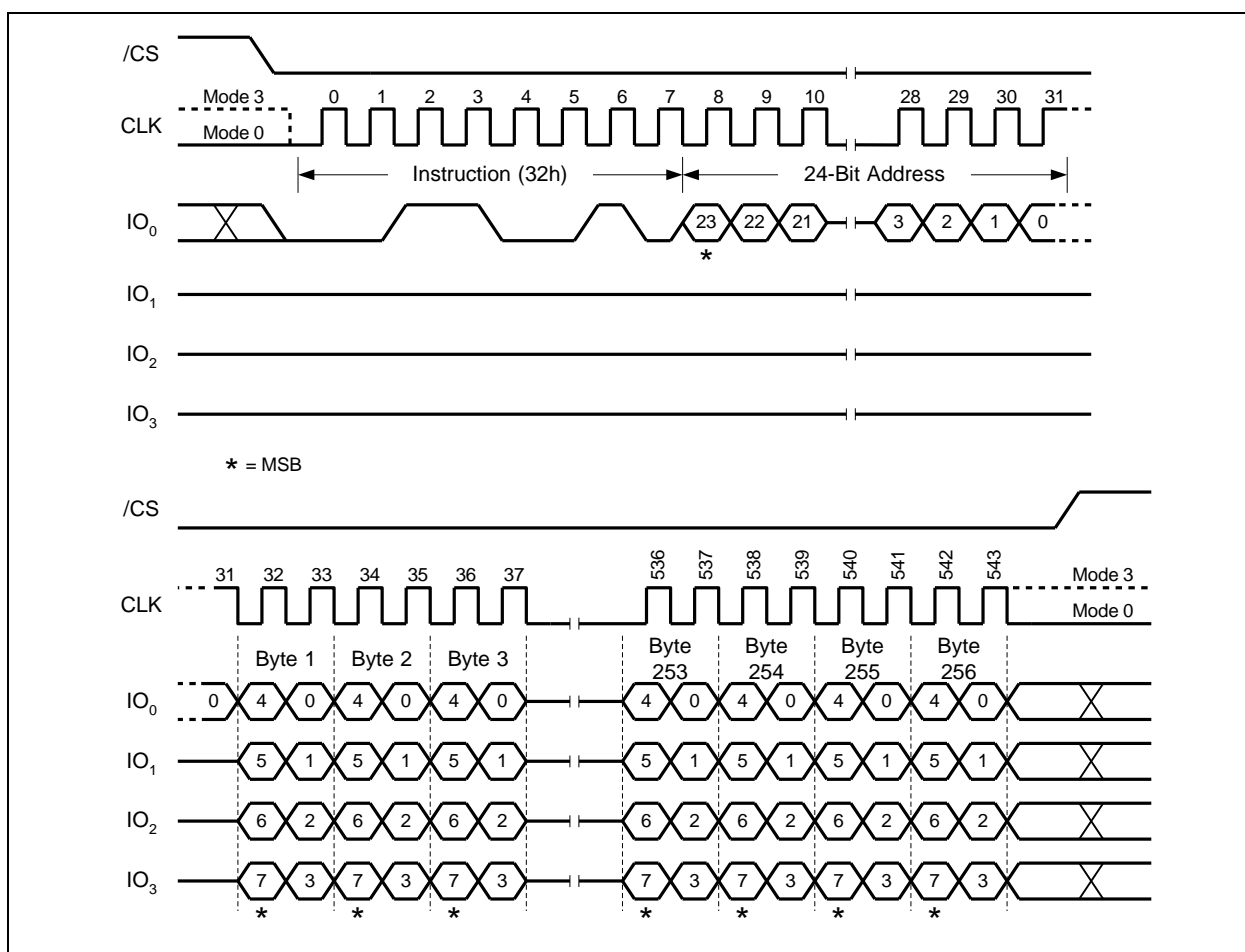 /CS
Mode 3
0 1 2 3 4 5 6 7 8 9 10 28 29 30 31
CLK
Mode 0
Instruction (32h) 24-Bit Address
IO0 23 22 21 3 2 1 0
*
IO1
IO2
IO3
* = MSB
/CS
31 32 33 34 35 36 37 536 537 538 539 540 541 542 543
Mode 3
CLK
Mode 0
Byte 1 Byte 2 Byte 3 Byte 253 Byte 254 Byte 255 Byte 256
IO0 0 4 0 4 0 4 0 4 0 4 0 4 0 4 0
IO1 5 1 5 1 5 1 5 1 5 1 5 1 5 1
IO2 6 2 6 2 6 2 6 2 6 2 6 2 6 2
IO3 7 3 7 3 7 3 7 3 7 3 7 3 7 3
* * * * * * *